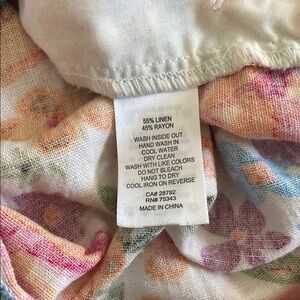 55% LINEN
45% RAYON
WASH INSIDE OUT
HAND WASH IN
COOL WATER
DRY CLEAN
WASH WITH LIKE COLORS
DO NOT BLEACH
HANG TO DRY
COOL IRON ON REVERSE
CA# 28792
RN# 75343
MADE IN CHINA